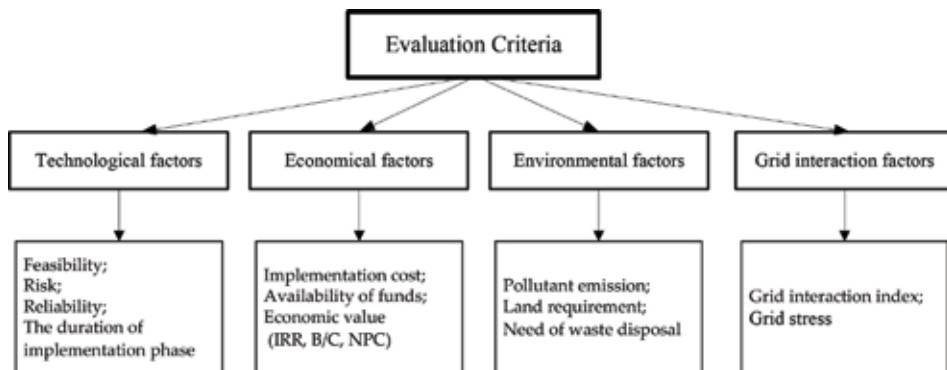 Evaluation Criteria
Technological factors
Economical factors
Environmental factors
Grid interaction factors
Feasibility;
Risk;
Reliability;
The duration of
implementation phase
Implementation cost;
Availability of funds;
Economic value
(IRR, B/C, NPC)
Pollutant emission;
Land requirement;
Need of waste disposal
Grid interaction index;
Grid stress